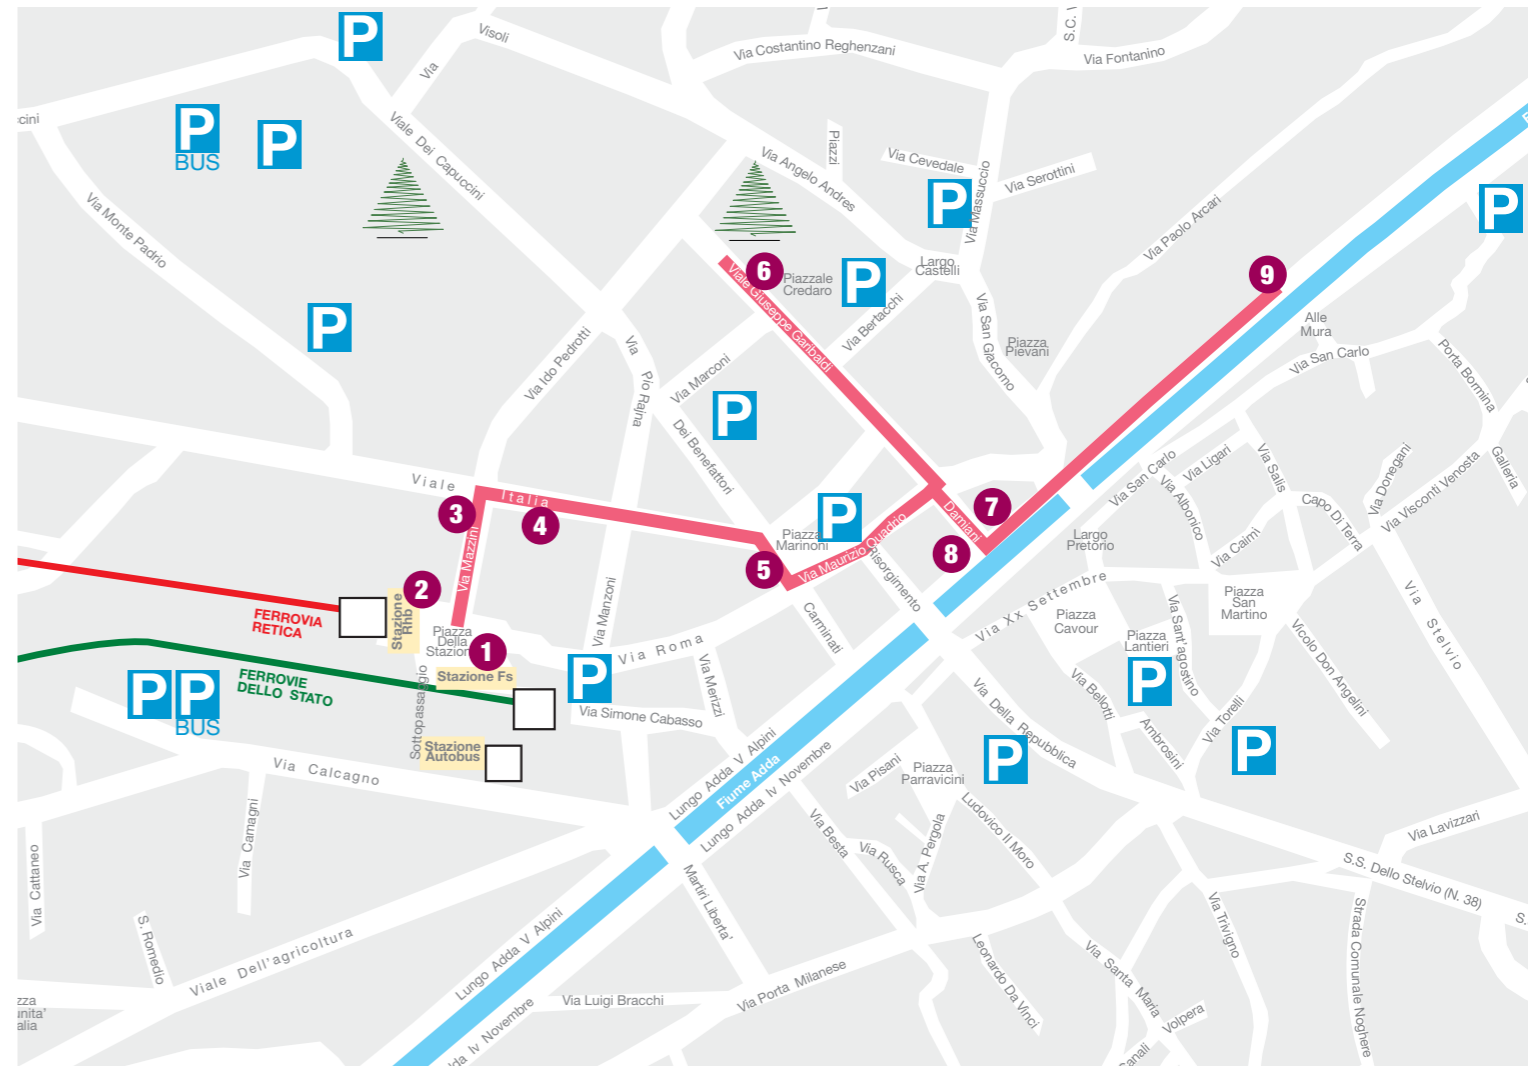 P
Visoli
Via Costantino Reghenzani
S.C. V
Via Fontanino
Via
ccini
P
BUS
P
Viale Dei Capuccini
Piazzi
Via Angelo Andres
Via Cevedale
Via Massuccio
Via Serottini
P
P
Via Monte Padrio
Via Paolo Arcari
6
Viale Giuseppe Garibaldi
Piazzale
Credaro
P
Largo
Castelli
9
P
Via Ido Pedrotti
Via
Pio Rajna
Via Marconi
Via Bertacchi
Via San Giacomo
Piazza
Pievani
Alle
Mura
Via San Carlo
Porta Bormina
P
Dei Benefattori
Viale
Italia
3
4
Via Mazzini
Piazza
Marinoni
P
5
Via Maurizio Quadrio
Damiani
7
8
Risorgimento
Largo
Pretorio
Via San Carlo
Via Ligari
Via Albonico
Via Salis
Via Caimi
Capo Di Terra
Via Donegani
Via Visconti Venosta
Galleria
2
FERROVIA
RETICA
Stazione
Rhb
Piazza
Della
Stazione
1
Stazione Fs
Via Manzoni
Via Roma
Carminati
Via Xx Settembre
Piazza
Cavour
Via Sant'agostino
Piazza
San
Martino
Piazza
Lantieri
P
Via Stelvio
Vicolo Don Angelini
FERROVIE
DELLO STATO
P
P
BUS
Sottopassaggio
P
Via Merizzi
Via Simone Cabasso
Stazione
Autobus
Via Calcagno
Lungo Adda V Alpini
Fiume Adda
Lungo Adda Iv Novembre
Via Della Repubblica
Via Bellotti
Ambrosini
Via Torelli
P
P
Via Pisani
Piazza
Parravicini
Ludovico Il Moro
Via Camagni
Via Cattaneo
Via Besta
Via Rusca
Via A. Pergola
Via Lavizzari
S.S. Dello Stelvio (N. 38)
S.
Martiri Liberta'
S. Romedio
Viale Dell'agricoltura
Lungo Adda V Alpini
Via Trivigno
Strada Comunale Noghere
Via Luigi Bracchi
Via Porta Milanese
Leonardo Da Vinci
Via Santa Maria
Volpera
zza
unita'
alia
dda Iv Novembre
Canali